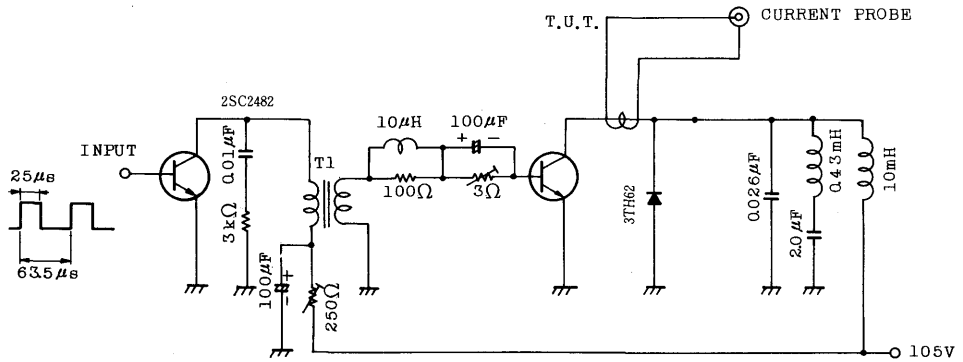 T.U.T.
CURRENT PROBE
2SC2482
10μH
100μF
+ -
INPUT
0.01μF
T1
100Ω
3Ω
25μs
3kΩ
3TH62
0.026μF
0.43mH
10mH
2.0μF
63.5μs
100μF
- +
250Ω
105V